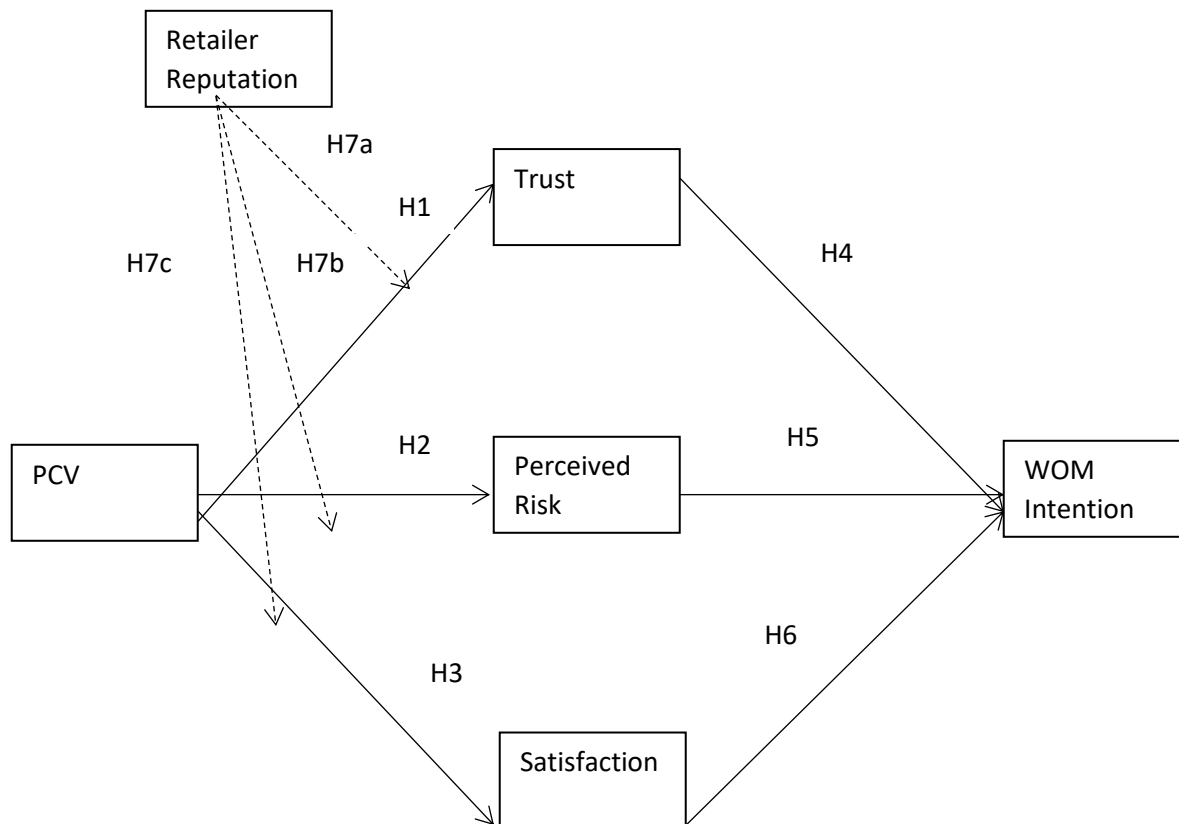 Retailer
Reputation
H7a
Trust
H1
H4
H7c
H7b
H2
H5
PCV
Perceived
Risk
WOM
Intention
H6
H3
Satisfaction